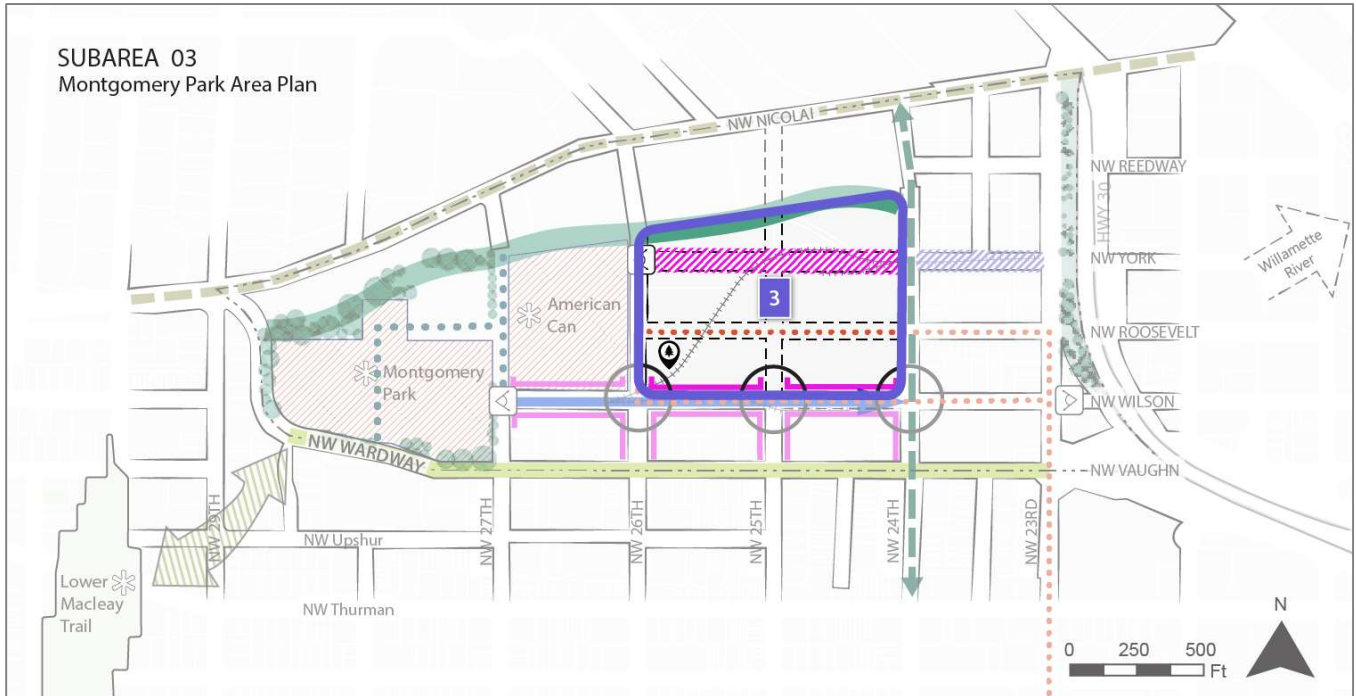 SUBAREA 03
Montgomery Park Area Plan
NW NICOLAI
NW REEDWAY
HWY 30
NW YORK
Willamette
River
3
American
Can
NW ROOSEVELT
Montgomery
Park
NW WILSON
NW WARDWAY
NW VAUGHN
NW 29TH
NW 27TH
NW 26TH
NW 25TH
NW 24TH
NW 23RD
NW Upshur
Lower
Macleay
Trail
NW Thurman
N
0 250 500
Ft